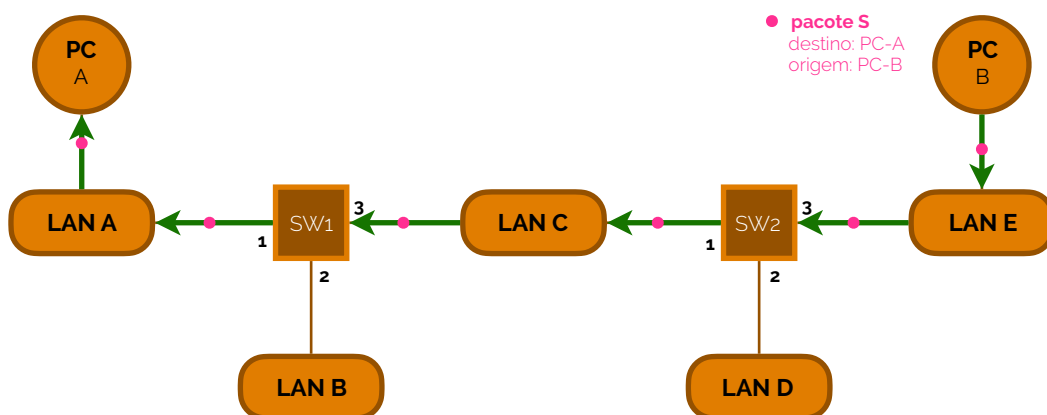 PC
A
pacote S
destino: PC-A
origem: PC-B
PC
B
LAN A
1
SW1
3
2
LAN C
1
SW2
3
2
LAN E
LAN B
LAN D